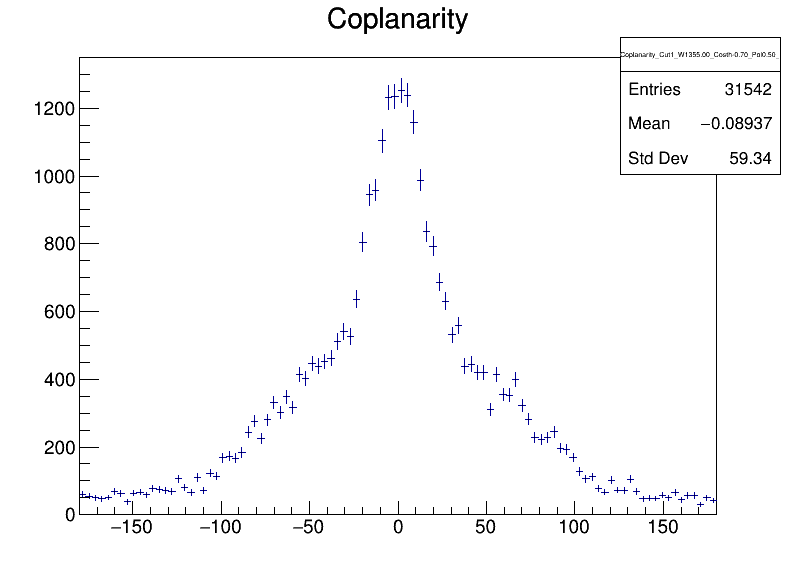 Coplanarity
Coplanarity_Cut1_W1355.00_Costh-0.70_Pol0.50_
Entries 31542
Mean −0.08937
Std Dev 59.34
1200
1000
800
600
400
200
0
−150 −100 −50 0 50 100 150